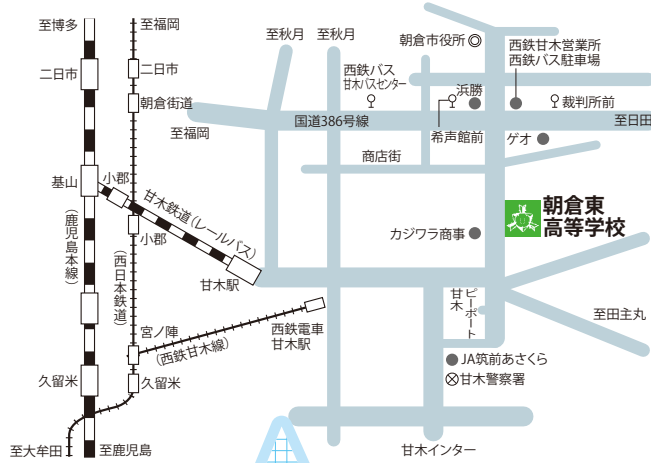 至博多
至福岡
至秋月
至秋月
朝倉市役所
西鉄甘木営業所
西鉄バス駐車場
二日市
二日市
西鉄バス
甘木バスセンター
浜勝
裁判所前
朝倉街道
国道386号線
至福岡
希声館前
至日田
ゲオ
商店街
基山
小郡
甘木鉄道（レールバス）
朝倉東
高等学校
（鹿児島本線）
（西日本鉄道）
小郡
カジワラ商事
甘木駅
甘木
ピーポート
至田主丸
宮ノ陣
（西鉄甘木線）
西鉄電車
甘木駅
JA筑前あさくら
甘木警察署
久留米
久留米
至大牟田
至鹿児島
甘木インター